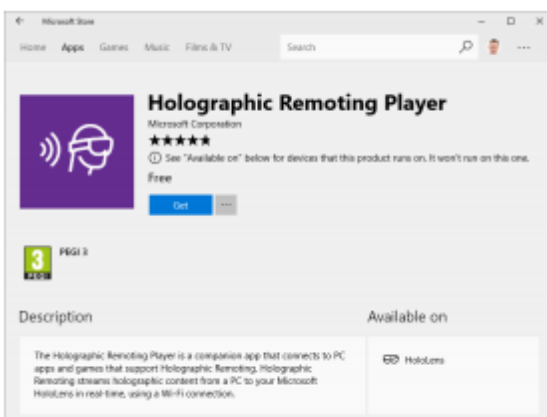 Microsoft Store
Home Apps Games Music Films & TV Search
Holographic Remoting Player
Microsoft Corporation
See "Available on" below for devices that this product runs on. It won't run on this one.
Free
Get
3 PEGI 3
PEGI
Description Available on
The Holographic Remoting Player is a companion app that connects to PC
apps and games that support Holographic Remoting. Holographic
Remoting streams holographic content from a PC to your Microsoft
HoloLens in real-time, using a Wi-Fi connection.
HoloLens